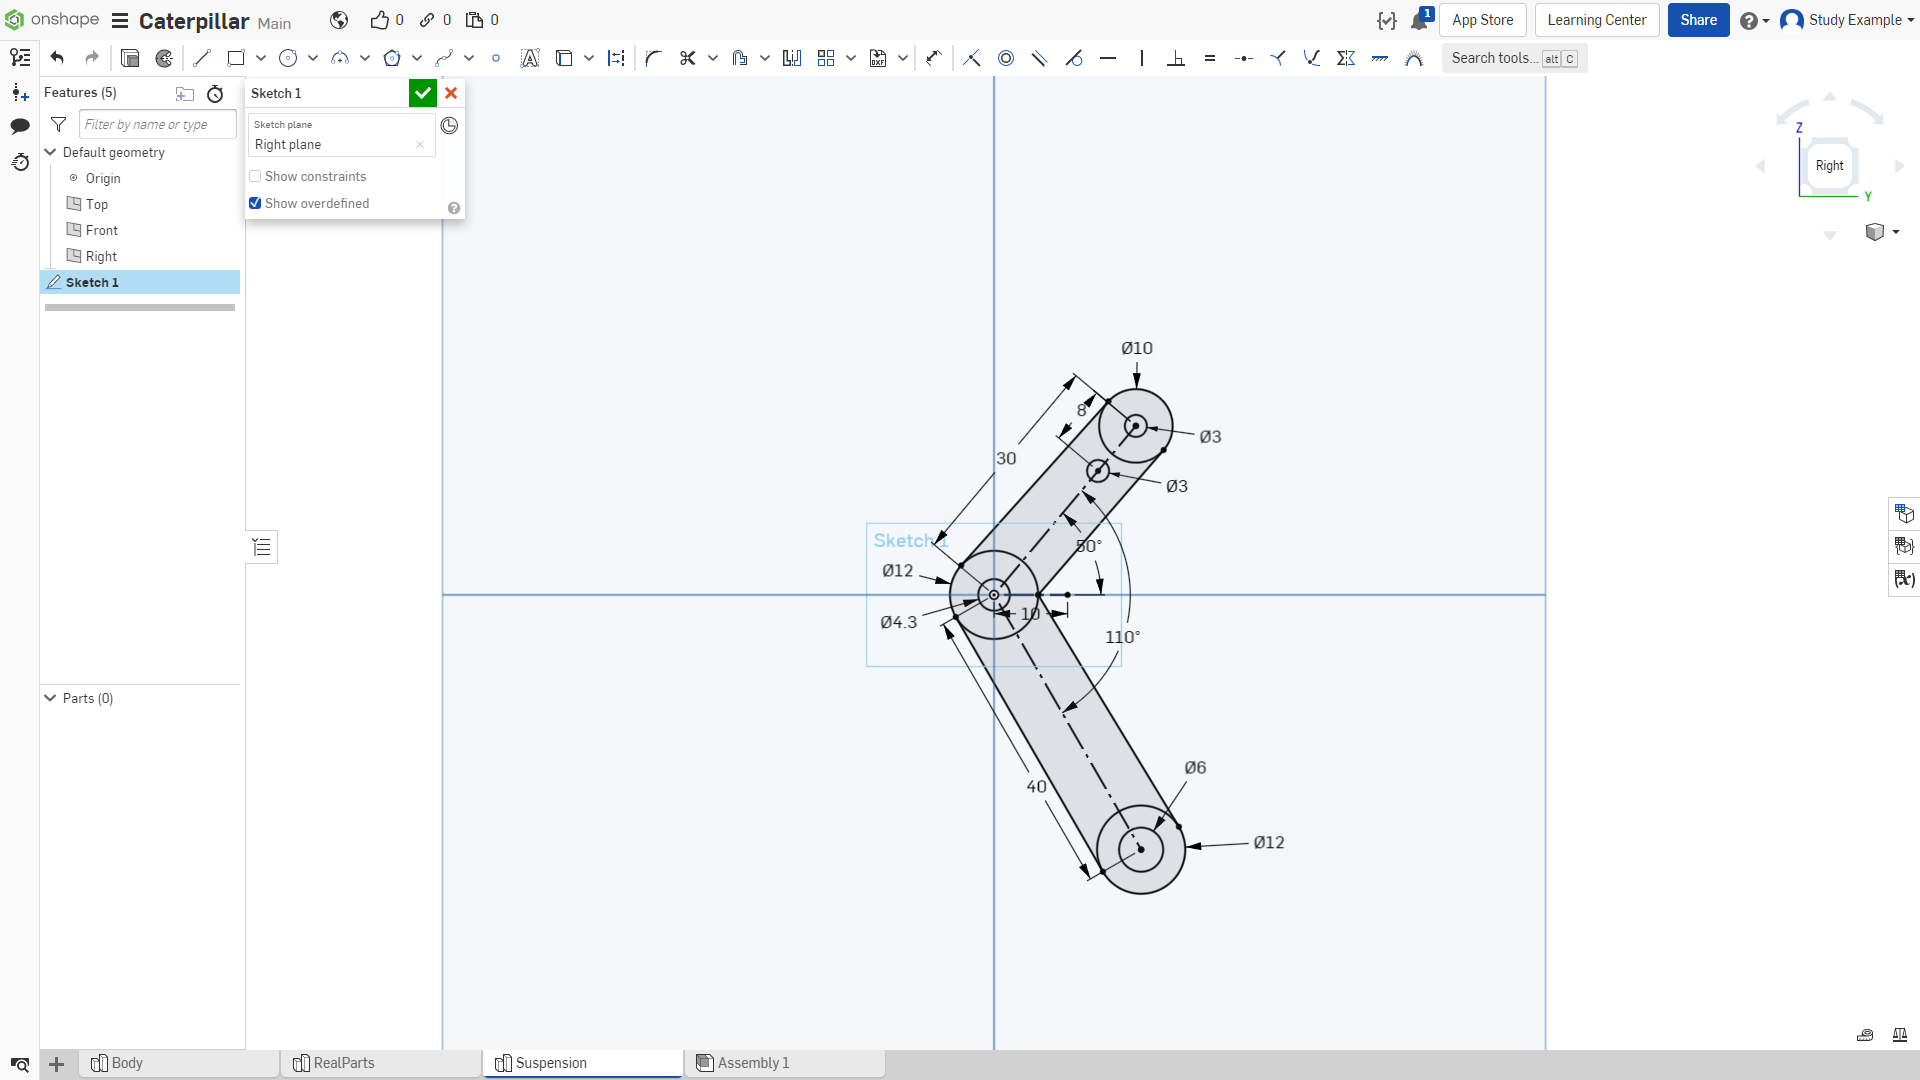 onshape Caterpillar Main 0 0 0 1 App Store Learning Center Share Study Example
Search tools... alt C
Features (5)
Filter by name or type
Default geometry
Origin
Top
Front
Right
Sketch 1
Parts (0)
Sketch 1
Sketch plane
Right plane
Show constraints
Show overdefined
Z
Right
Y
Ø10
8
Ø3
30
Ø3
Sketch 1
50°
Ø12
10
Ø4.3
110°
Ø6
40
Ø12
Body
RealParts
Suspension
Assembly 1